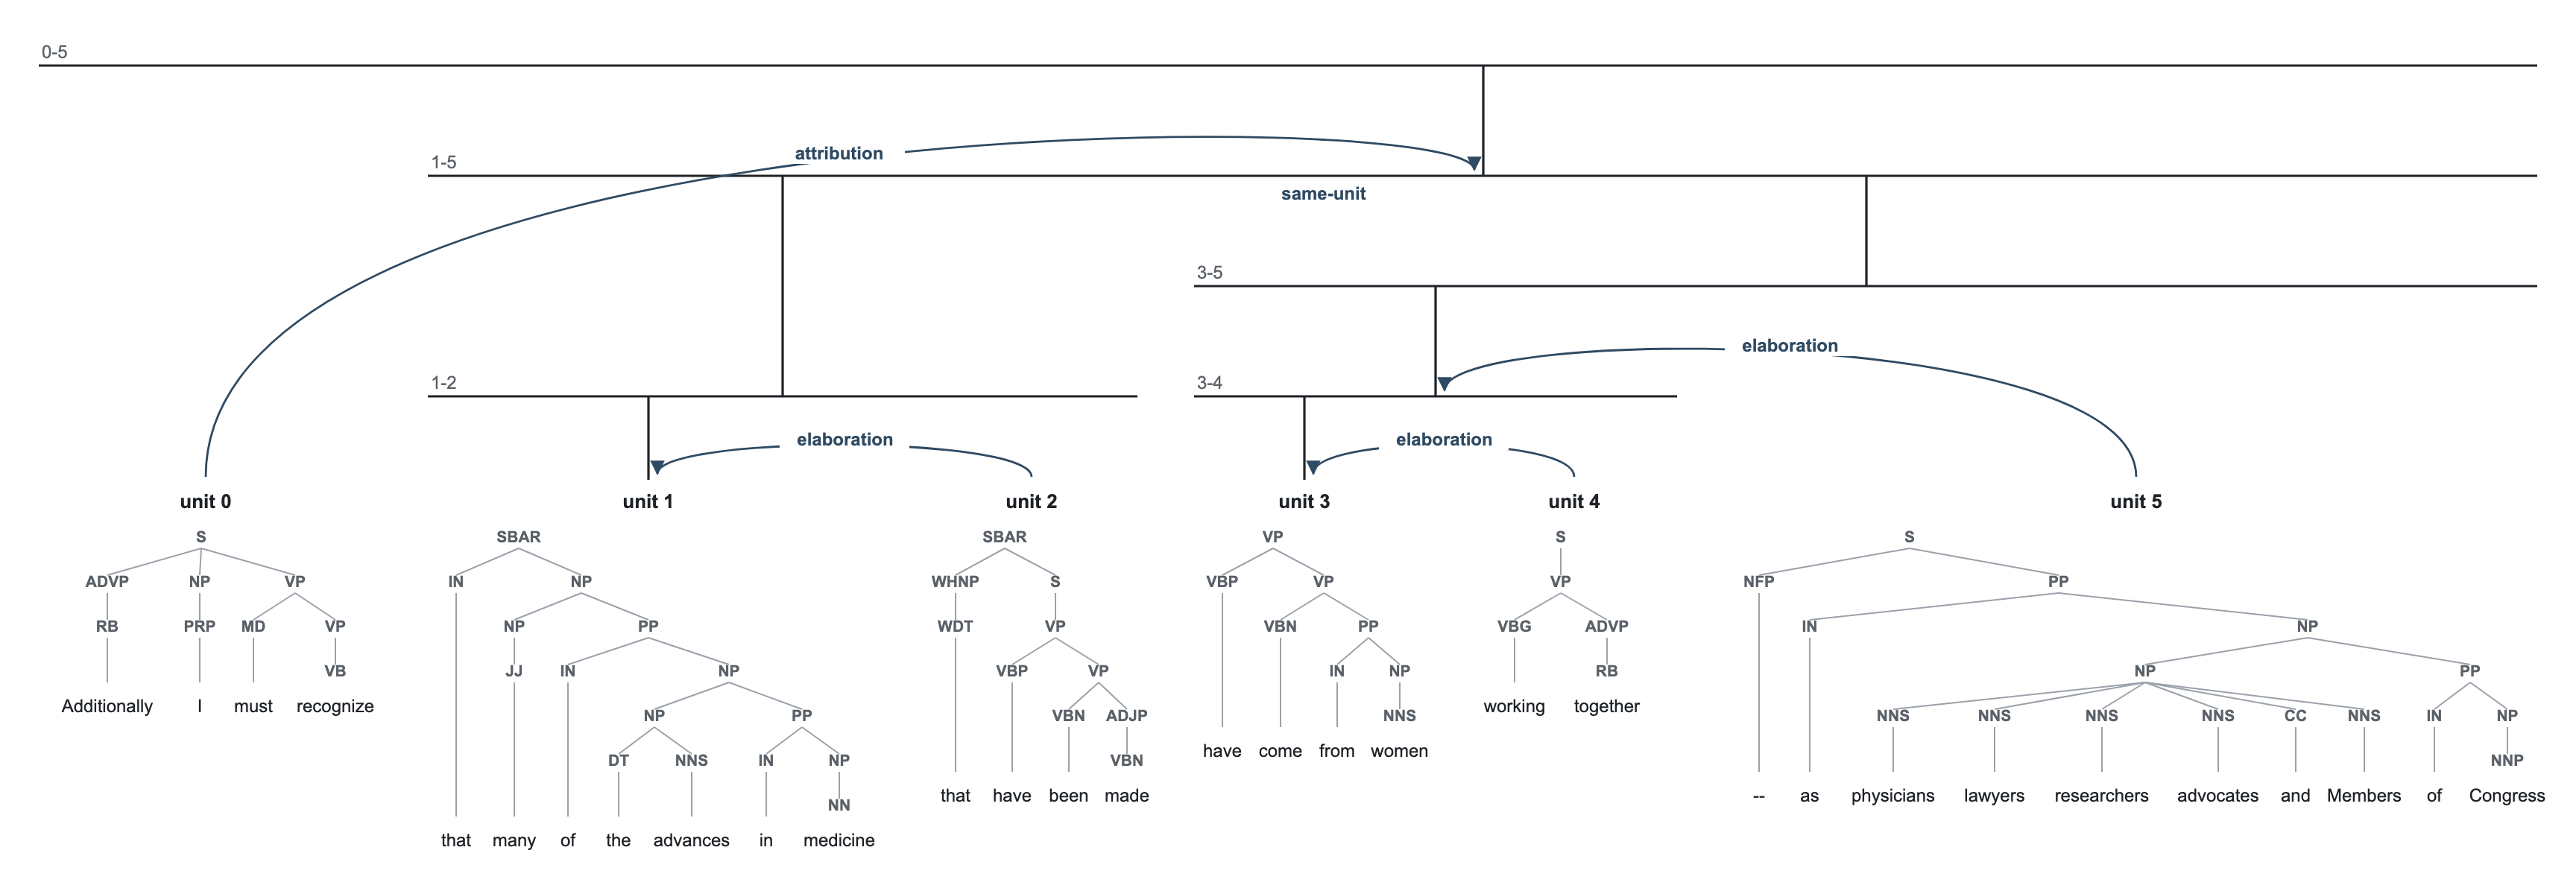 0-5
attribution
1-5
same-unit
3-5
elaboration
1-2
3-4
elaboration
elaboration
unit 0
unit 1
unit 2
unit 3
unit 4
unit 5
S SBAR SBAR VP S S
ADVP NP VP IN NP WHNP S VBP VP VP NFP PP
RB PRP MD VP NP PP WDT VP VBN PP VBG ADVP IN NP
VB JJ IN NP VBP VP IN NP RB NP PP
Additionally I must recognize working together
NP PP VBN ADJP NNS NNS NNS NNS NNS CC NNS IN NP
have come from women
DT NNS IN NP VBN NNP
that have been made -- as physicians lawyers researchers advocates and Members of Congress
NN
that many of the advances in medicine